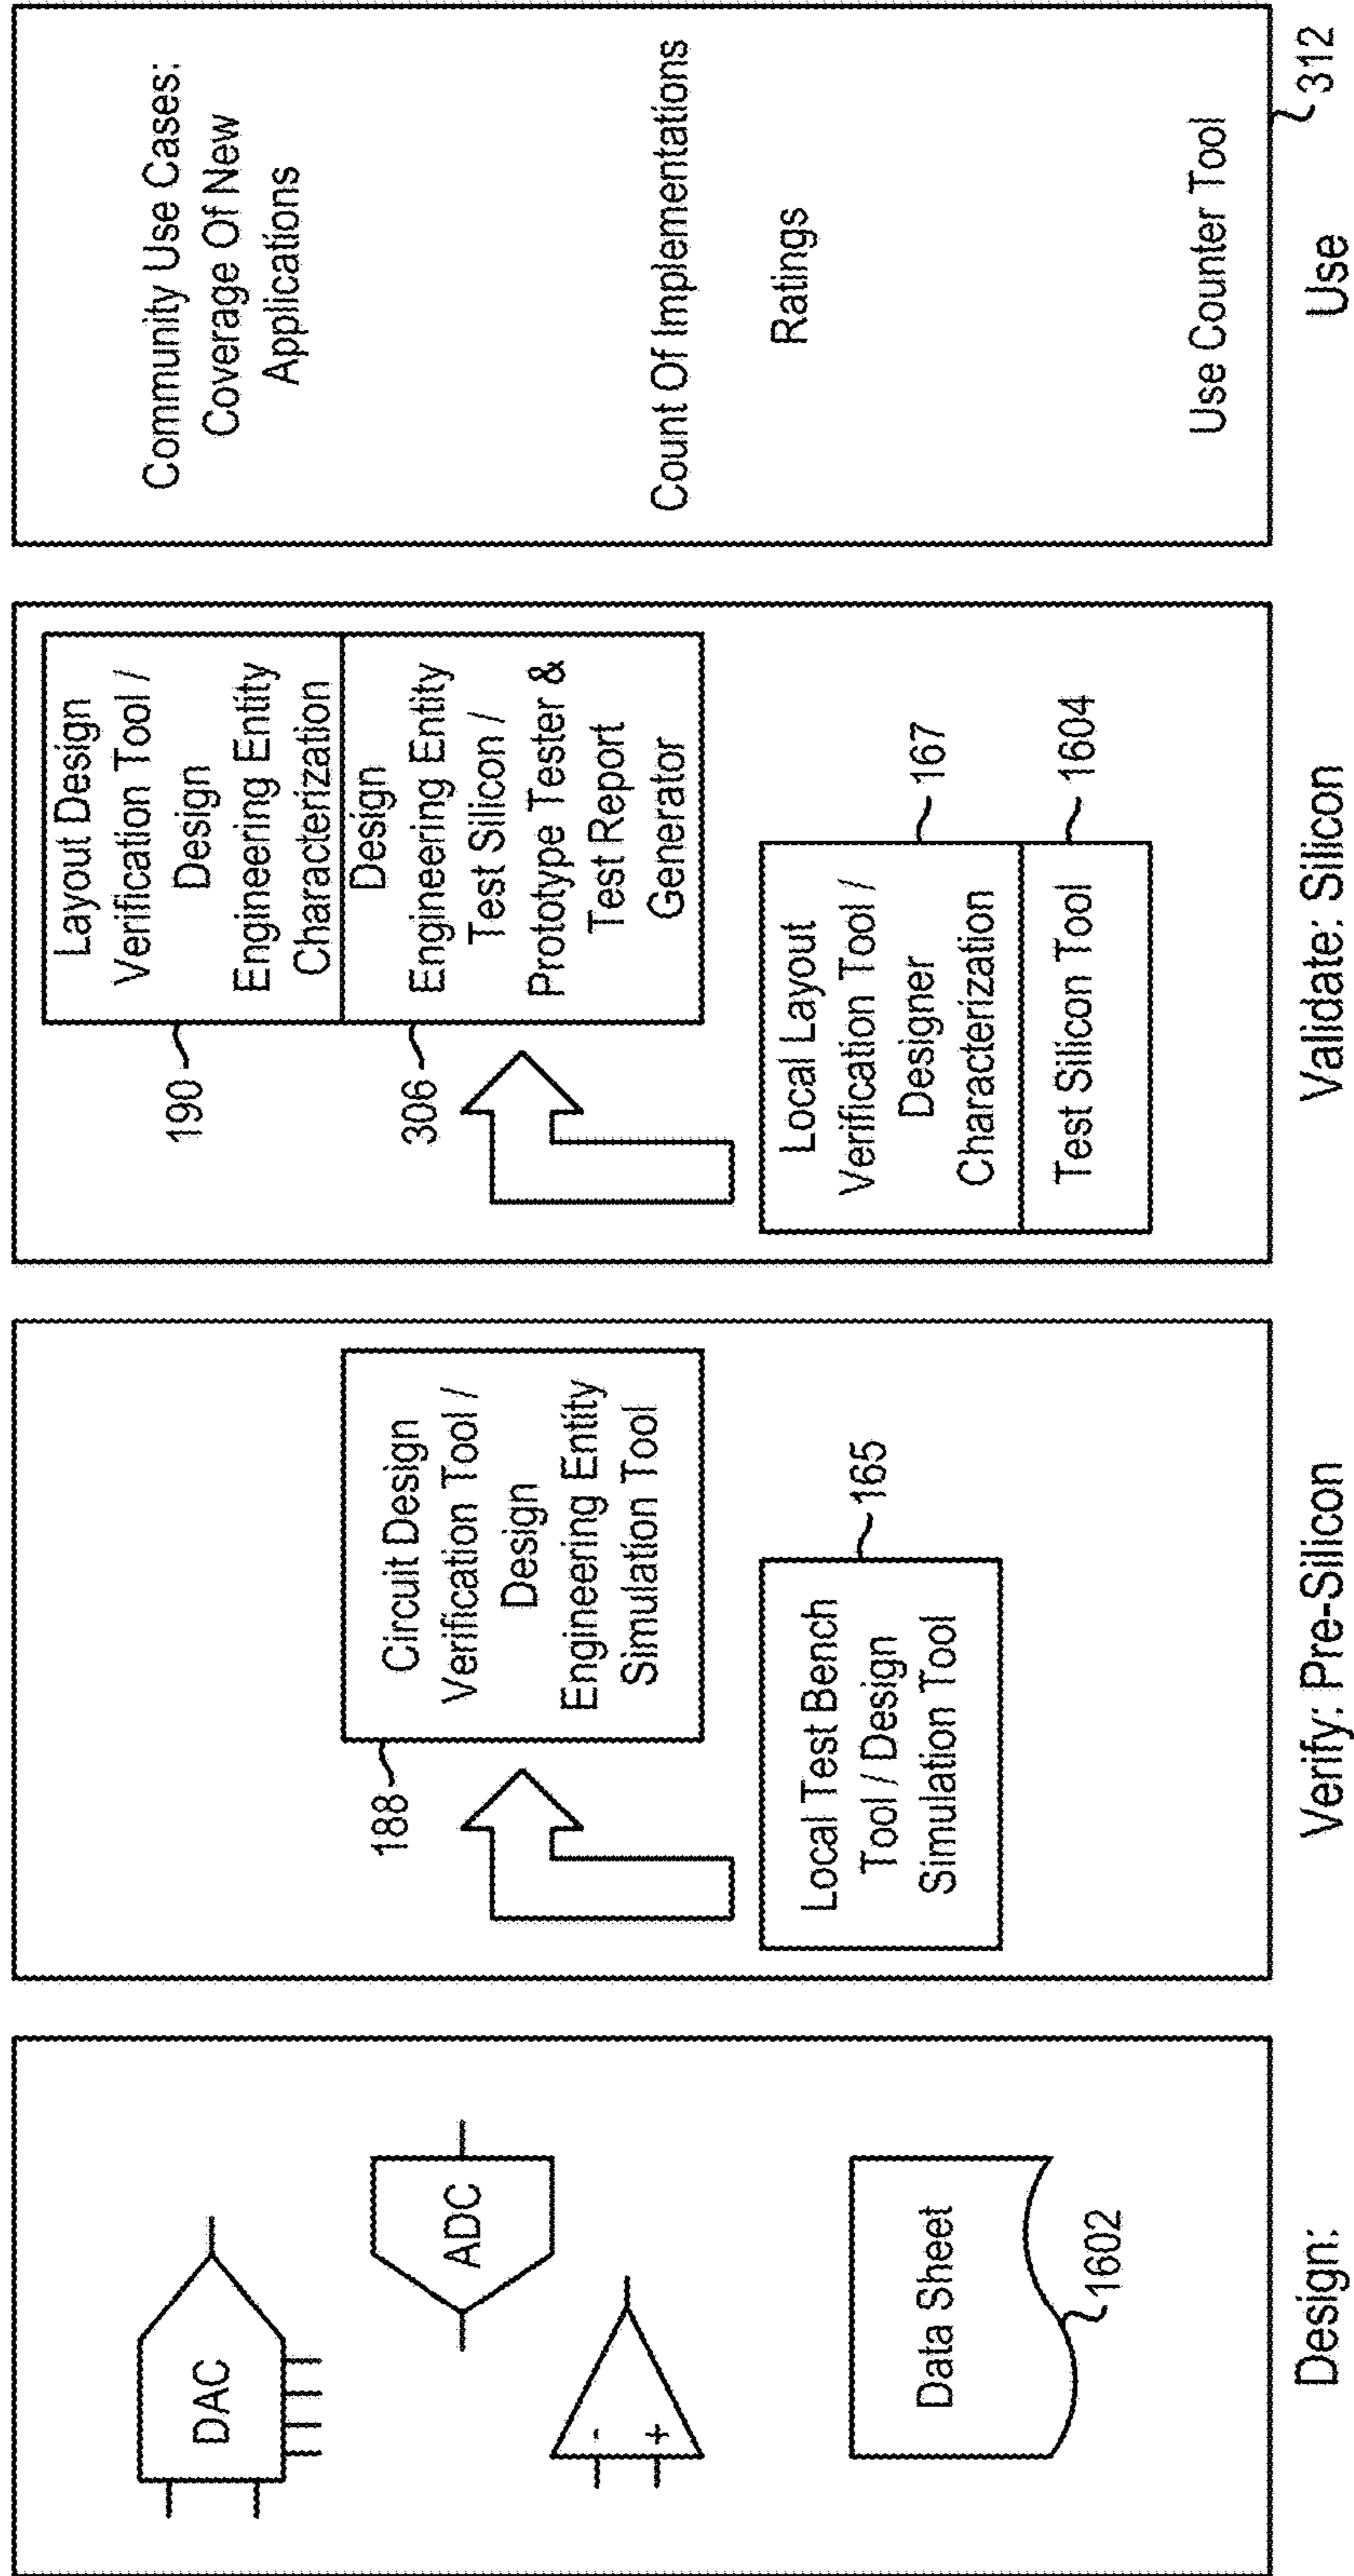 DAC
ADC
-
+
Data Sheet
1602
Design:
188
Circuit Design
Verification Tool /
Design
Engineering Entity
Simulation Tool
Local Test Bench
Tool / Design
Simulation Tool
165
Verify: Pre-Silicon
190
Layout Design
Verification Tool /
Design
Engineering Entity
Characterization
306
Design
Engineering Entity
Test Silicon /
Prototype Tester &
Test Report
Generator
Local Layout
Verification Tool /
Designer
Characterization
167
Test Silicon Tool
1604
Validate: Silicon
Community Use Cases:
Coverage Of New
Applications
Count Of Implementations
Ratings
Use Counter Tool
312
Use